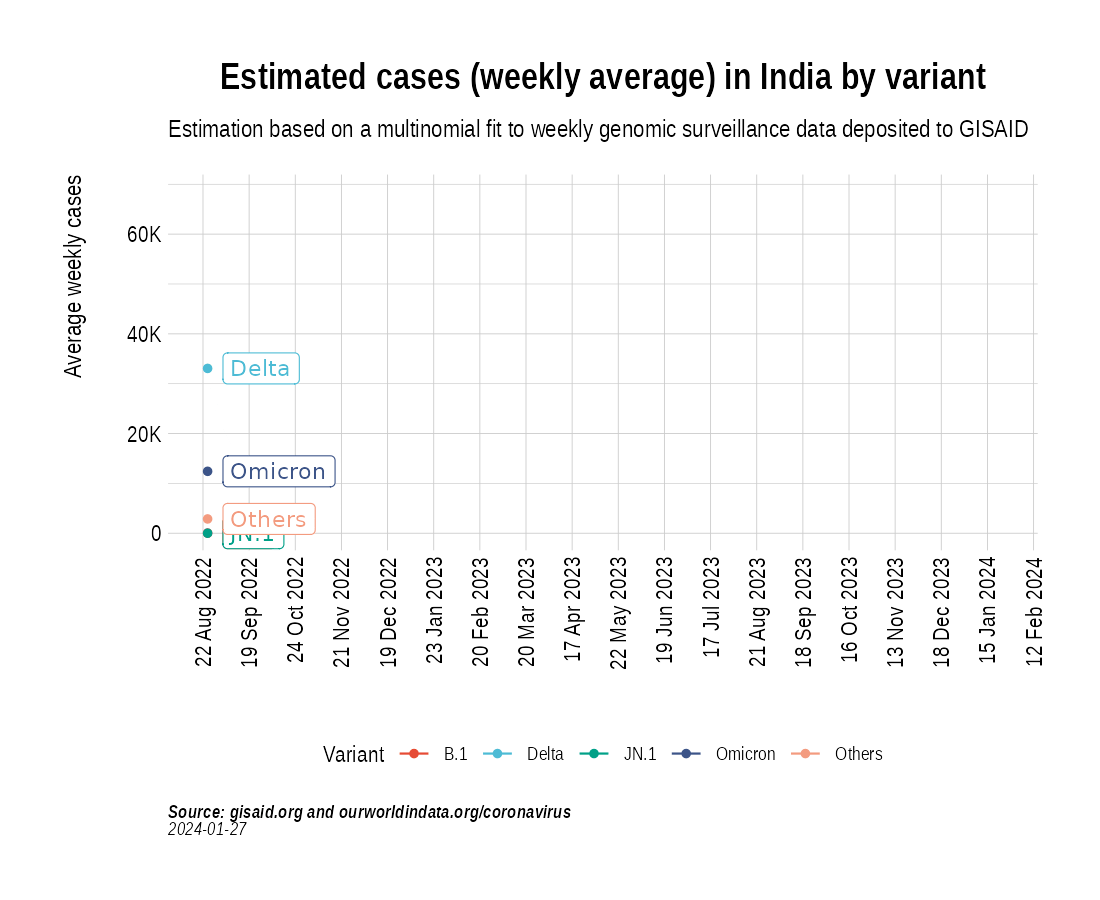 Estimated cases (weekly average) in India by variant
Estimation based on a multinomial fit to weekly genomic surveillance data deposited to GISAID
Average weekly cases
60K
40K
20K
0
Delta
Omicron
Others
JN.1
22 Aug 2022
19 Sep 2022
24 Oct 2022
21 Nov 2022
19 Dec 2022
23 Jan 2023
20 Feb 2023
20 Mar 2023
17 Apr 2023
22 May 2023
19 Jun 2023
17 Jul 2023
21 Aug 2023
18 Sep 2023
16 Oct 2023
13 Nov 2023
18 Dec 2023
15 Jan 2024
12 Feb 2024
Variant B.1 Delta JN.1 Omicron Others
Source: gisaid.org and ourworldindata.org/coronavirus
2024-01-27